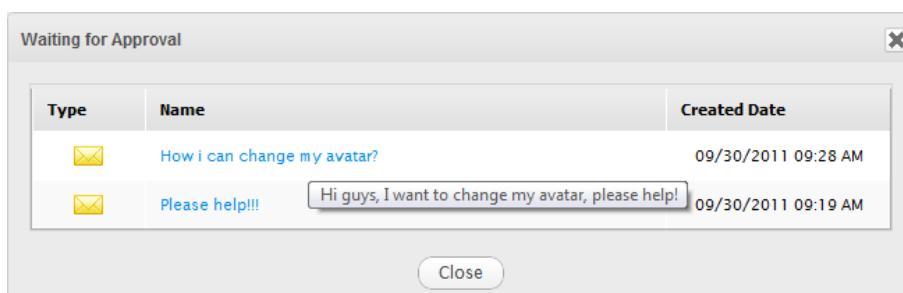 Waiting for Approval
Type Name Created Date
How i can change my avatar? 09/30/2011 09:28 AM
Hi guys, I want to change my avatar, please help!
Please help!!! 09/30/2011 09:19 AM
Close